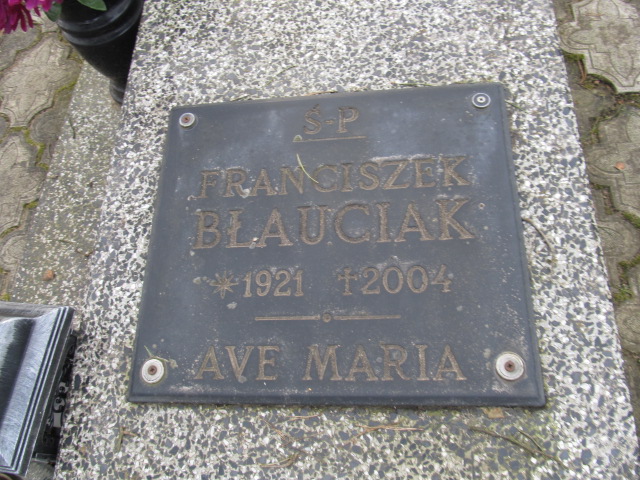 Ś-P
FRANCISZEK
BŁAUCIAK
*1921 †2004
AVE MARIA